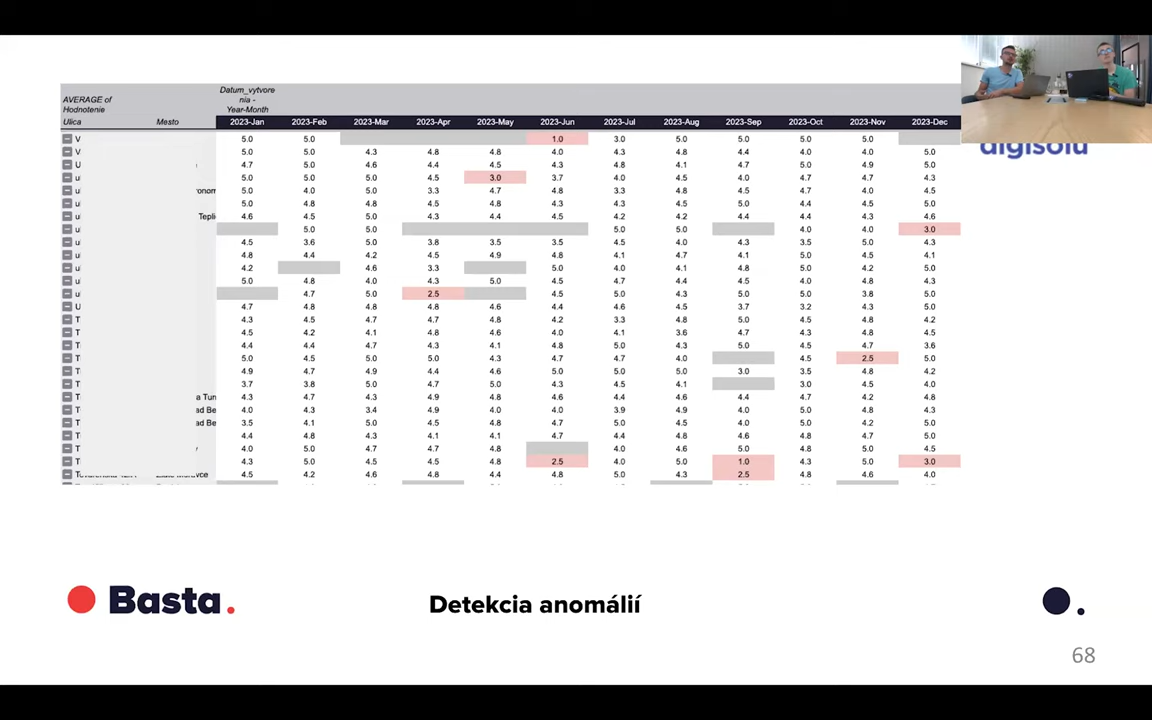 AVERAGE of Hodnotenie Datum_vytvorenia - Year-Month
Ulica Mesto 2023-Jan 2023-Feb 2023-Mar 2023-Apr 2023-May 2023-Jun 2023-Jul 2023-Aug 2023-Sep 2023-Oct 2023-Nov 2023-Dec
V 5.0 5.0 1.0 3.0 5.0 5.0 5.0 5.0
V 5.0 5.0 4.3 4.8 4.8 4.0 4.3 4.8 4.4 4.0 4.0 5.0
U 4.7 5.0 4.6 4.4 4.5 4.3 4.8 4.1 4.7 5.0 4.9 5.0
u 5.0 5.0 5.0 4.5 3.0 3.7 4.0 4.5 4.0 4.7 4.7 4.3
u ronom 5.0 4.0 5.0 3.3 4.7 4.8 3.3 4.8 4.5 4.7 4.0 4.5
u 5.0 4.8 4.8 4.5 4.8 4.3 4.3 4.5 5.0 4.4 4.5 5.0
u Tepli 4.6 4.5 5.0 4.3 4.4 4.5 4.2 4.2 4.4 4.4 4.3 4.6
u 5.0 5.0 5.0 5.0 4.0 4.0 3.0
u 4.5 3.6 5.0 3.8 3.5 3.5 4.5 4.0 4.3 3.5 5.0 4.3
u 4.8 4.4 4.2 4.5 4.9 4.8 4.1 4.7 4.1 5.0 4.5 4.1
u 4.2 4.6 3.3 5.0 4.0 4.1 4.8 5.0 4.2 5.0
u 5.0 4.8 4.0 4.3 5.0 4.5 4.4 4.4 4.5 4.0 4.8 4.3
u 4.7 5.0 2.5 4.5 5.0 4.3 5.0 5.0 3.8 5.0
U 4.7 4.8 4.8 4.8 4.6 4.4 4.6 4.5 3.7 3.2 4.3 5.0
T 4.3 4.5 4.7 4.7 4.8 4.2 3.3 4.8 5.0 4.5 4.8 4.2
T 4.5 4.2 4.1 4.8 4.6 4.0 4.1 3.6 4.7 4.3 4.8 4.5
T 4.4 4.4 4.7 4.3 4.1 4.8 5.0 4.3 5.0 4.5 4.7 3.6
T 5.0 4.5 5.0 5.0 4.3 4.7 4.7 4.0 4.5 2.5 5.0
T 4.9 4.7 4.9 4.4 4.6 5.0 5.0 5.0 3.0 3.5 4.8 4.2
T 3.7 3.8 5.0 4.7 5.0 4.3 4.5 4.1 3.0 4.5 4.0
T a Tun 4.3 4.7 4.3 4.9 4.8 4.6 4.4 4.6 4.4 4.7 4.2 4.8
T ad Be 4.0 4.3 3.4 4.9 4.0 4.0 3.9 4.9 4.0 5.0 4.8 4.3
T ad Be 3.5 4.1 5.0 4.5 4.8 4.7 5.0 4.5 4.0 5.0 4.2 5.0
T 4.4 4.8 4.3 4.1 4.1 4.7 4.4 4.8 4.6 4.8 4.7 5.0
T 4.0 5.0 4.7 4.7 4.8 4.0 4.6 5.0 4.8 5.0 4.5
T 4.3 5.0 4.5 4.5 4.8 2.5 4.0 5.0 1.0 4.3 5.0 3.0
4.5 4.2 4.6 4.8 4.4 4.8 5.0 4.3 2.5 4.8 4.6 4.0
digisolu
Basta.
Detekcia anomálií
68